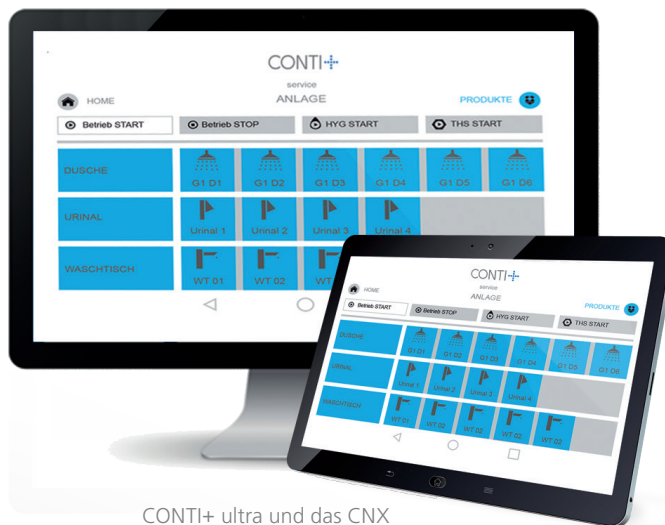 CONTI+
service
ANLAGE
HOME
PRODUKTE
Betrieb START
Betrieb STOP
HYG START
THS START
DUSCHE
G1 D1
G1 D2
G1 D3
G1 D4
G1 D5
G1 D6
URINAL
Urinal 1
Urinal 2
Urinal 3
Urinal 4
WASCHTISCH
WT 01
WT 02
WT
CONTI+
service
ANLAGE
HOME
PRODUKTE
Betrieb START
Betrieb STOP
HYG START
THS START
DUSCHE
G1 D1
G1 D2
G1 D3
G1 D4
G1 D5
G1 D6
URINAL
Urinal 1
Urinal 2
Urinal 3
Urinal 4
WASCHTISCH
WT 01
WT 02
WT 02
WT 02
WT 02
CONTI+ ultra und das CNX